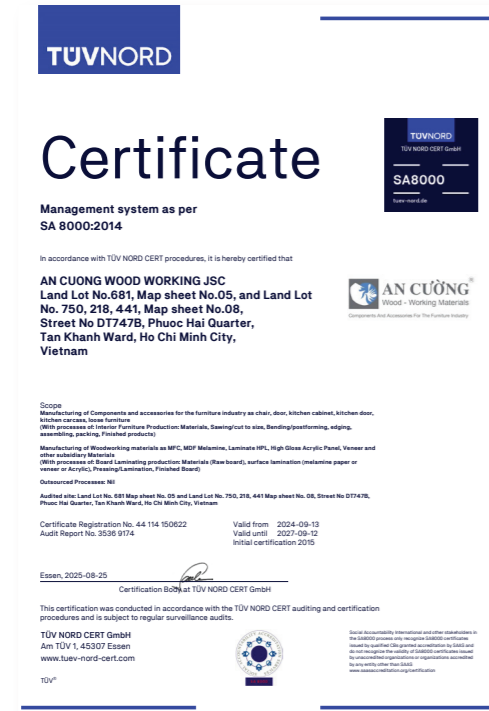 TÜVNORD
Certificate
TÜVNORD
TÜV NORD CERT GmbH
SA8000
tuev-nord.de
Management system as per
SA 8000:2014
In accordance with TÜV NORD CERT procedures, it is hereby certified that
AN CUONG WOOD WORKING JSC
Land Lot No.681, Map sheet No.05, and Land Lot
No. 750, 218, 441, Map sheet No.08,
Street No DT747B, Phuoc Hai Quarter,
Tan Khanh Ward, Ho Chi Minh City,
Vietnam
AN CƯỜNG®
Wood - Working Materials
Components And Accessories For The Furniture Industry
Scope
Manufacturing of Components and accessories for the furniture industry as chair, door, kitchen cabinet, kitchen door,
kitchen carcass, loose furniture
(With processes of: Interior Furniture Production: Materials, Sawing/cut to size, Bending/postforming, edging,
assembling, packing, Finished products)
Manufacturing of Woodworking materials as MFC, MDF Melamine, Laminate HPL, High Gloss Acrylic Panel, Veneer and
other subsidiary Materials
(With processes of: Board Laminating production: Materials (Raw board), surface lamination (melamine paper or
veneer or Acrylic), Pressing/Lamination, Finished Board)
Outsourced Processes: Nil
Audited site: Land Lot No. 681 Map sheet No. 05 and Land Lot No. 750, 218, 441 Map sheet No. 08, Street No DT747B,
Phuoc Hai Quarter, Tan Khanh Ward, Ho Chi Minh City, Vietnam
Certificate Registration No. 44 114 150622
Audit Report No. 3536 9174
Valid from 2024-09-13
Valid until 2027-09-12
Initial certification 2015
Essen, 2025-08-25
Certification Body at TÜV NORD CERT GmbH
This certification was conducted in accordance with the TÜV NORD CERT auditing and certification
procedures and is subject to regular surveillance audits.
TÜV NORD CERT GmbH
Am TÜV 1, 45307 Essen
www.tuev-nord-cert.com
TÜV®
Social Accountability International and other stakeholders in
the SA8000 process only recognize SA8000 certificates
issued by qualified CBs granted accreditation by SAAS and
do not recognize the validity of SA8000 certificates issued
by unaccredited organizations or organizations accredited
by any entity other than SAAS
www.saasaccreditation.org/certification